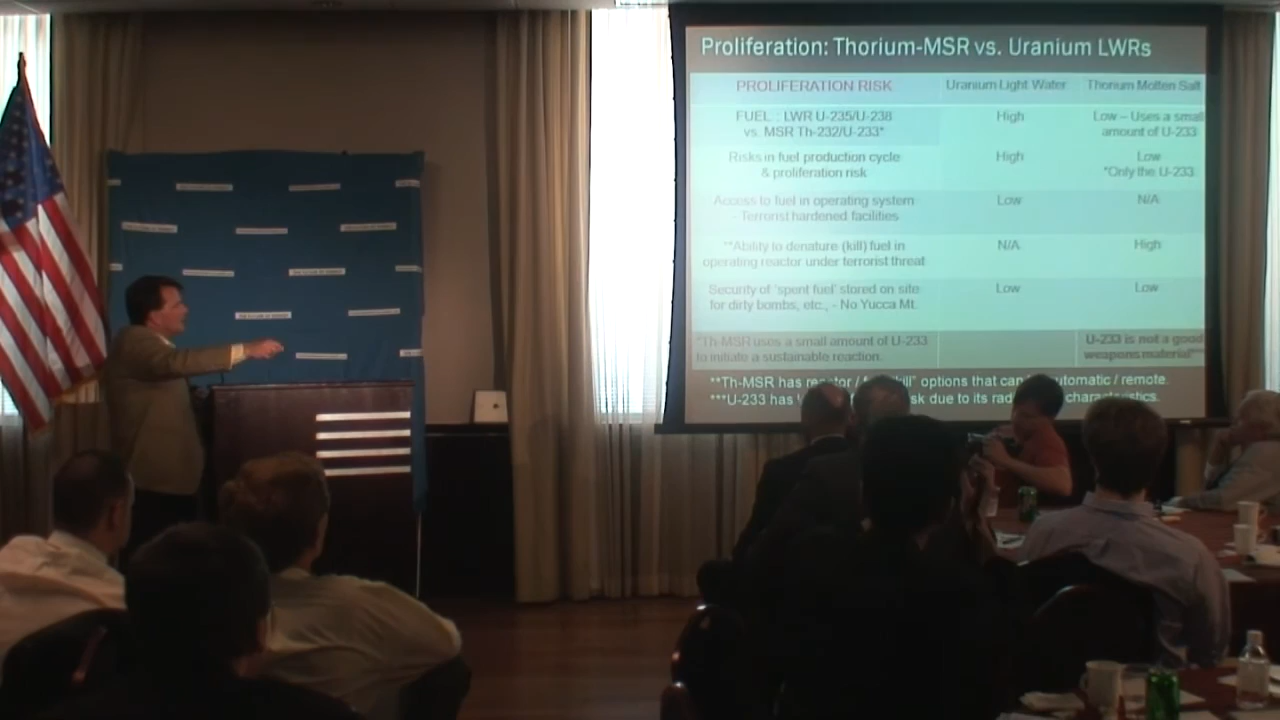 Proliferation: Thorium-MSR vs. Uranium LWRs
PROLIFERATION RISK Uranium Light Water Thorium Molten Salt
FUEL : LWR U-235/U-238 High Low – Uses a small
vs. MSR Th-232/U-233* amount of U-233
Risks in fuel production cycle High Low
& proliferation risk *Only the U-233
Access to fuel in operating system Low N/A
- Terrorist hardened facilities
**Ability to denature (kill) fuel in N/A High
operating reactor under terrorist threat
Security of 'spent fuel' stored on site Low Low
for dirty bombs, etc., - No Yucca Mt.
*Th-MSR uses a small amount of U-233 U-233 is not a good
to initiate a sustainable reaction. weapons material***
**Th-MSR has reactor / options that can automatic / remote.
***U-233 has due to its characteristics.